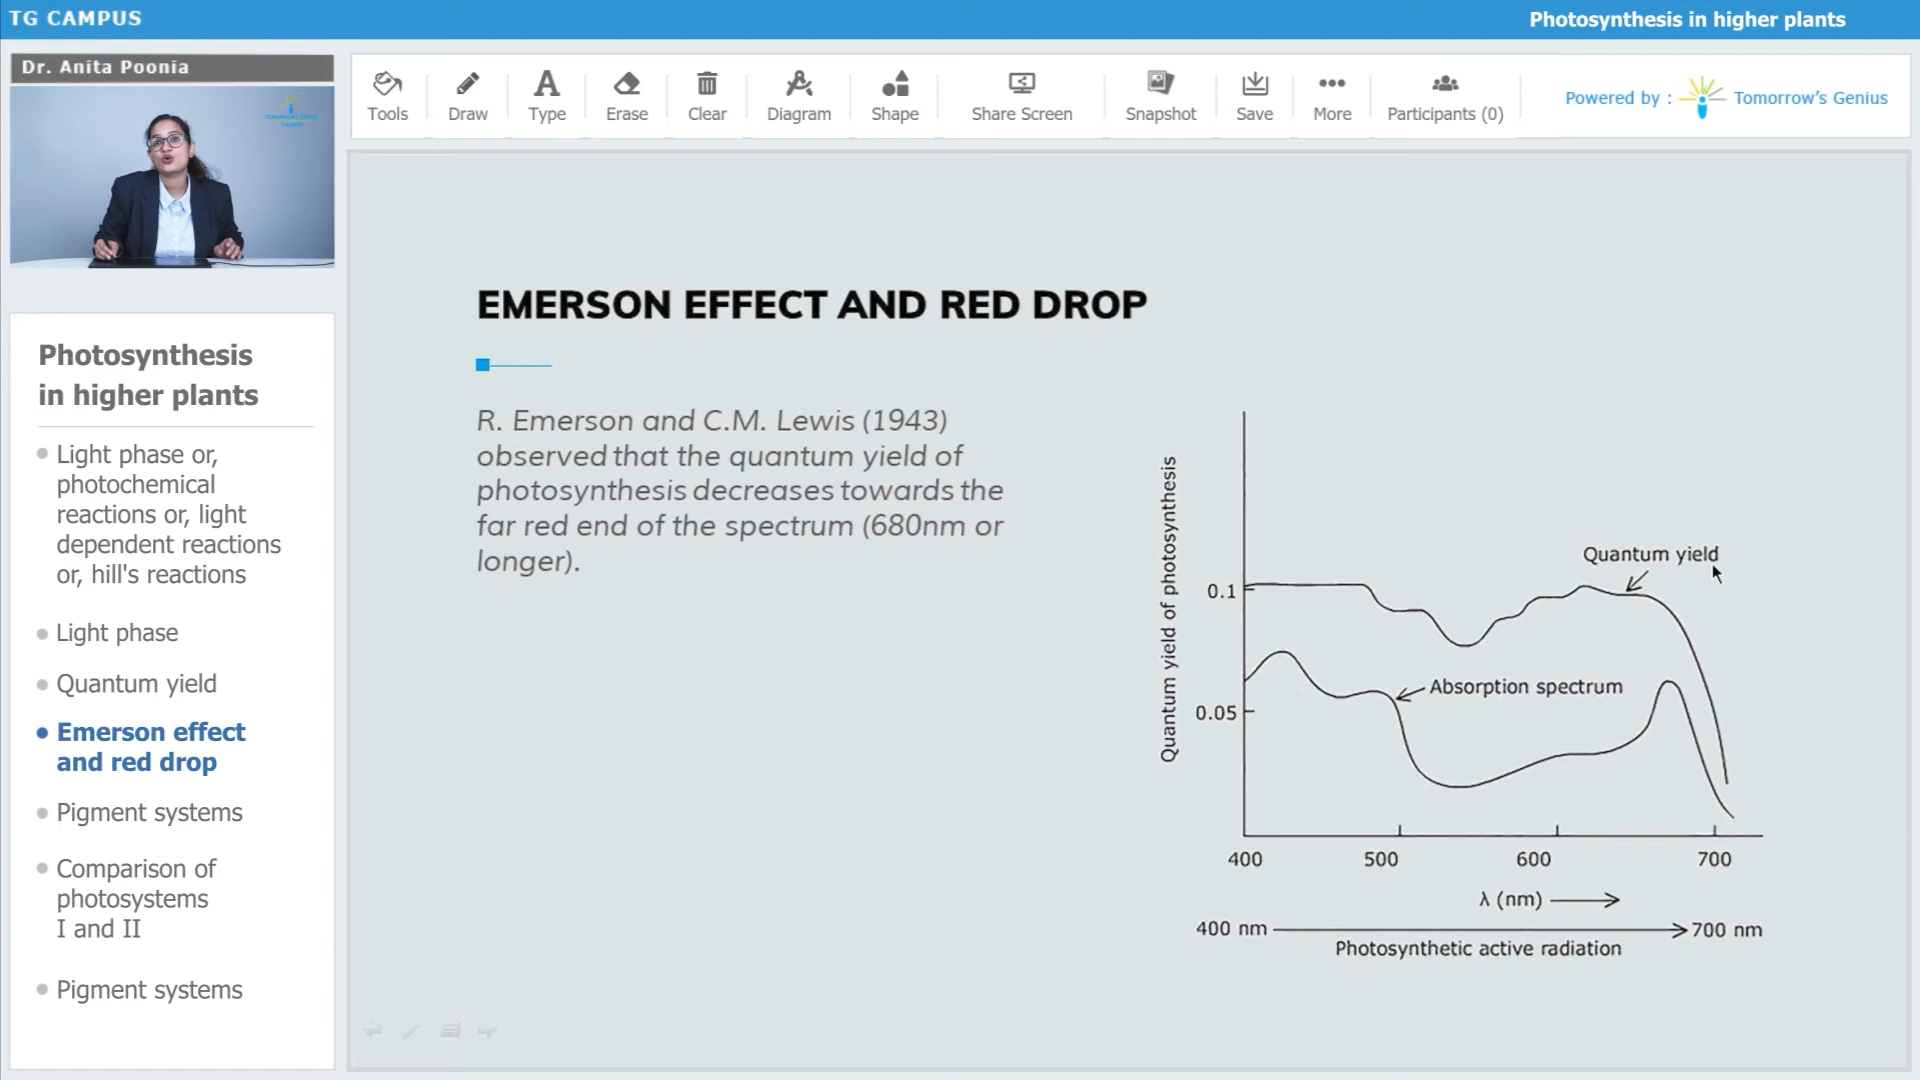 TG CAMPUS
Photosynthesis in higher plants
Dr. Anita Poonia
TOMORROW'S GENIUS
CAMPUS
Tools
Draw
Type
Erase
Clear
Diagram
Shape
Share Screen
Snapshot
Save
More
Participants (0)
Powered by :
Tomorrow's Genius
Photosynthesis
in higher plants
Light phase or,
photochemical
reactions or, light
dependent reactions
or, hill's reactions
Light phase
Quantum yield
Emerson effect
and red drop
Pigment systems
Comparison of
photosystems
I and II
Pigment systems
EMERSON EFFECT AND RED DROP
R. Emerson and C.M. Lewis (1943)
observed that the quantum yield of
photosynthesis decreases towards the
far red end of the spectrum (680nm or
longer).
Quantum yield of photosynthesis
Quantum yield
0.1
Absorption spectrum
0.05
400 500 600 700
λ (nm)
400 nm 700 nm
Photosynthetic active radiation